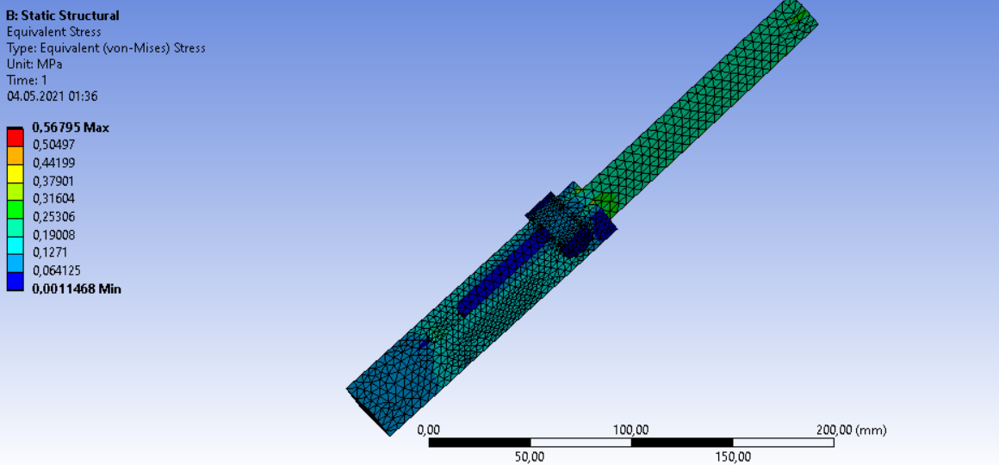 B: Static Structural
Equivalent Stress
Type: Equivalent (von-Mises) Stress
Unit: MPa
Time: 1
04.05.2021 01:36
0,56795 Max
0,50497
0,44199
0,37901
0,31604
0,25306
0,19008
0,1271
0,064125
0,0011468 Min
0,00 100,00 200,00 (mm)
50,00 150,00